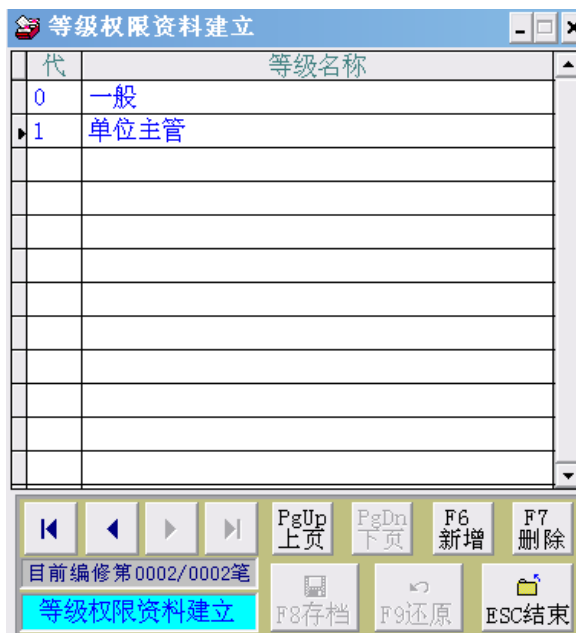 等级权限资料建立
代 等级名称
0 一般
1 单位主管
PgUp PgDn F6 F7
上页 下页 新增 删除
目前编修第0002/0002笔
等级权限资料建立 F8存档 F9还原 ESC结束